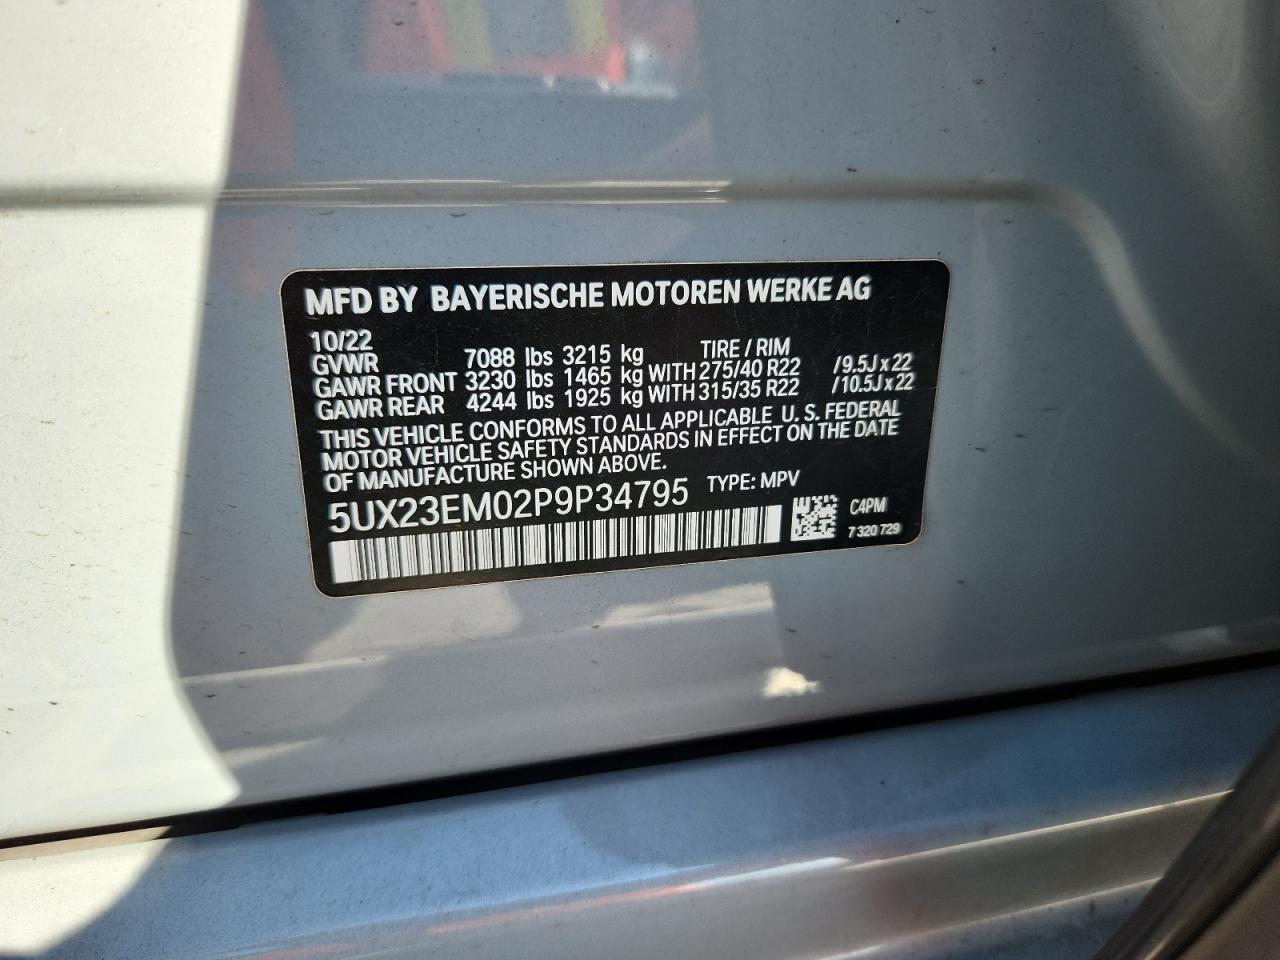 MFD BY BAYERISCHE MOTOREN WERKE AG
10/22 TIRE / RIM
GVWR 7088 lbs 3215 kg
GAWR FRONT 3230 lbs 1465 kg WITH 275/40 R22 /9.5J x 22
GAWR REAR 4244 lbs 1925 kg WITH 315/35 R22 /10.5J x 22
THIS VEHICLE CONFORMS TO ALL APPLICABLE U. S. FEDERAL
MOTOR VEHICLE SAFETY STANDARDS IN EFFECT ON THE DATE
OF MANUFACTURE SHOWN ABOVE.
5UX23EM02P9P34795 TYPE: MPV
C4PM
7 320 729